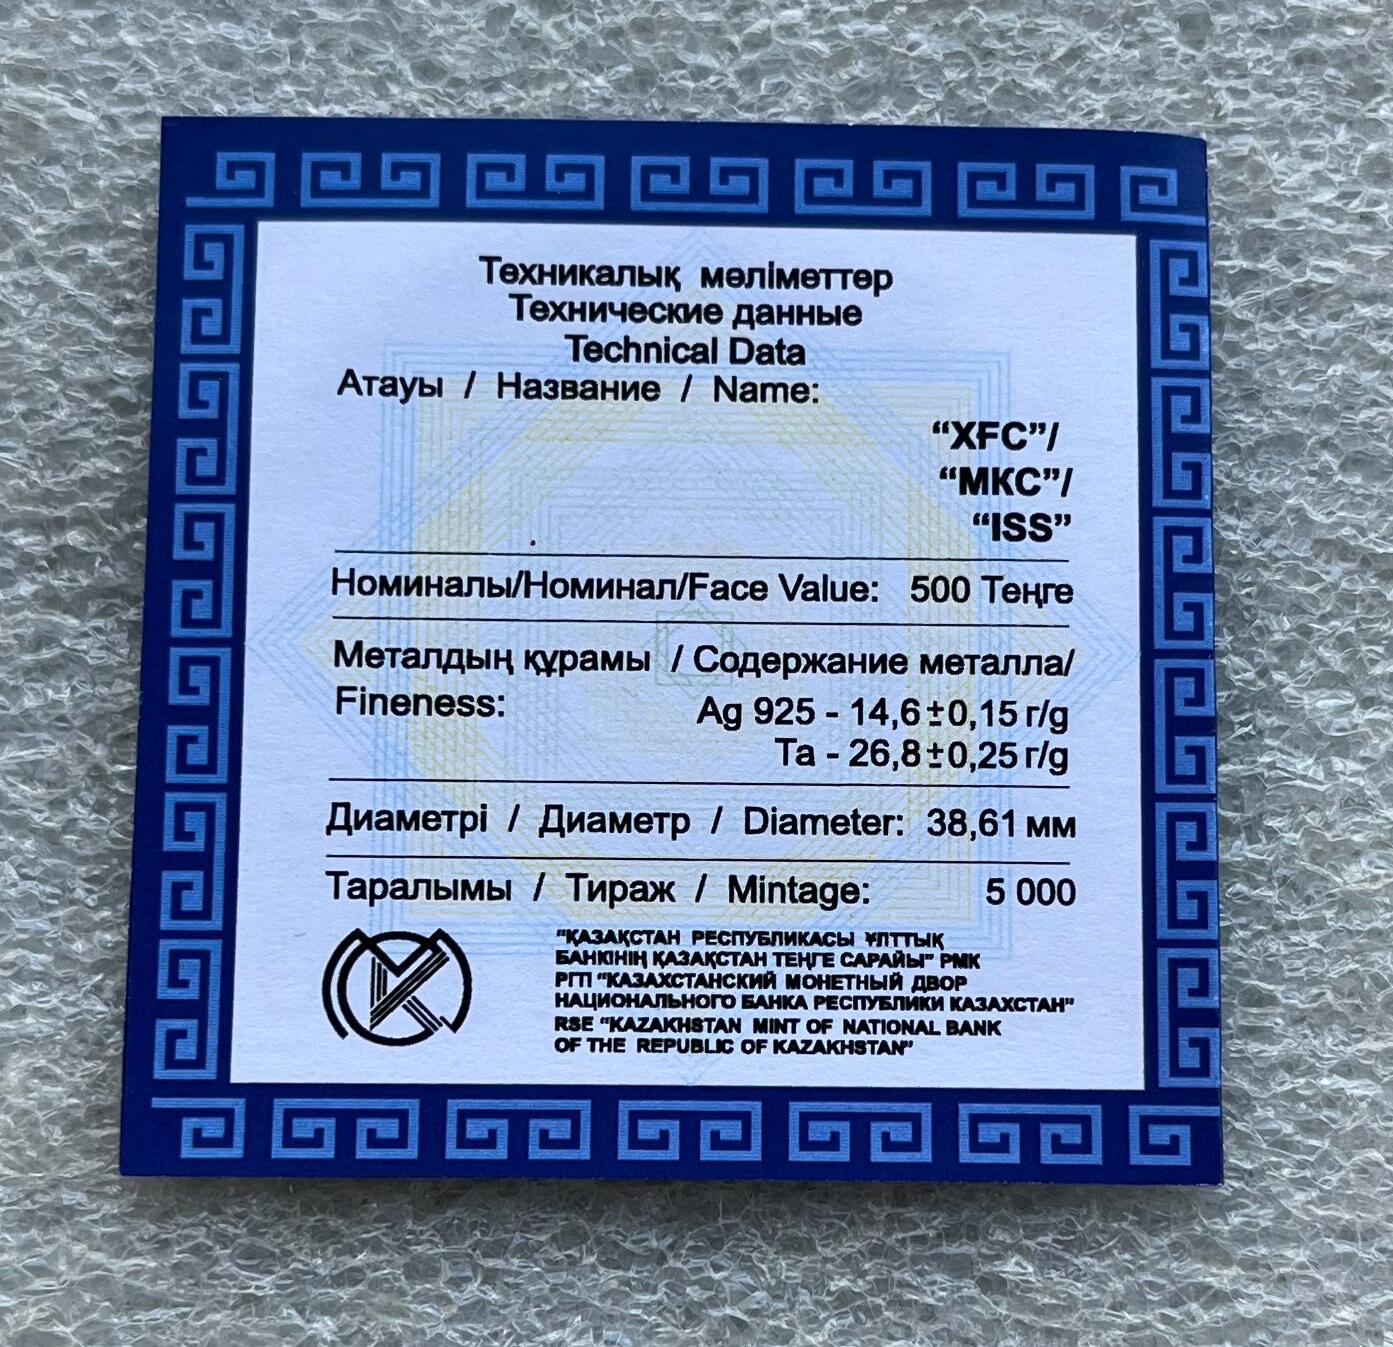 Техникалық мәліметтер
Технические данные
Technical Data
Атауы / Название / Name:
“ХFС”/
“МКС”/
“ISS”
Номиналы/Номинал/Face Value: 500 Теңге
Металдың құрамы / Содержание металла/
Fineness:
Ag 925 - 14,6±0,15 г/g
Ta - 26,8±0,25 г/g
Диаметрі / Диаметр / Diameter: 38,61 мм
Таралымы / Тираж / Mintage: 5 000
“ҚАЗАҚСТАН РЕСПУБЛИКАСЫ ҰЛТТЫҚ
БАНКІНІҢ ҚАЗАҚСТАН ТЕҢГЕ САРАЙЫ” РМК
РГП “КАЗАХСТАНСКИЙ МОНЕТНЫЙ ДВОР
НАЦИОНАЛЬНОГО БАНКА РЕСПУБЛИКИ КАЗАХСТАН”
RSE “KAZAKHSTAN MINT OF NATIONAL BANK
OF THE REPUBLIC OF KAZAKHSTAN”